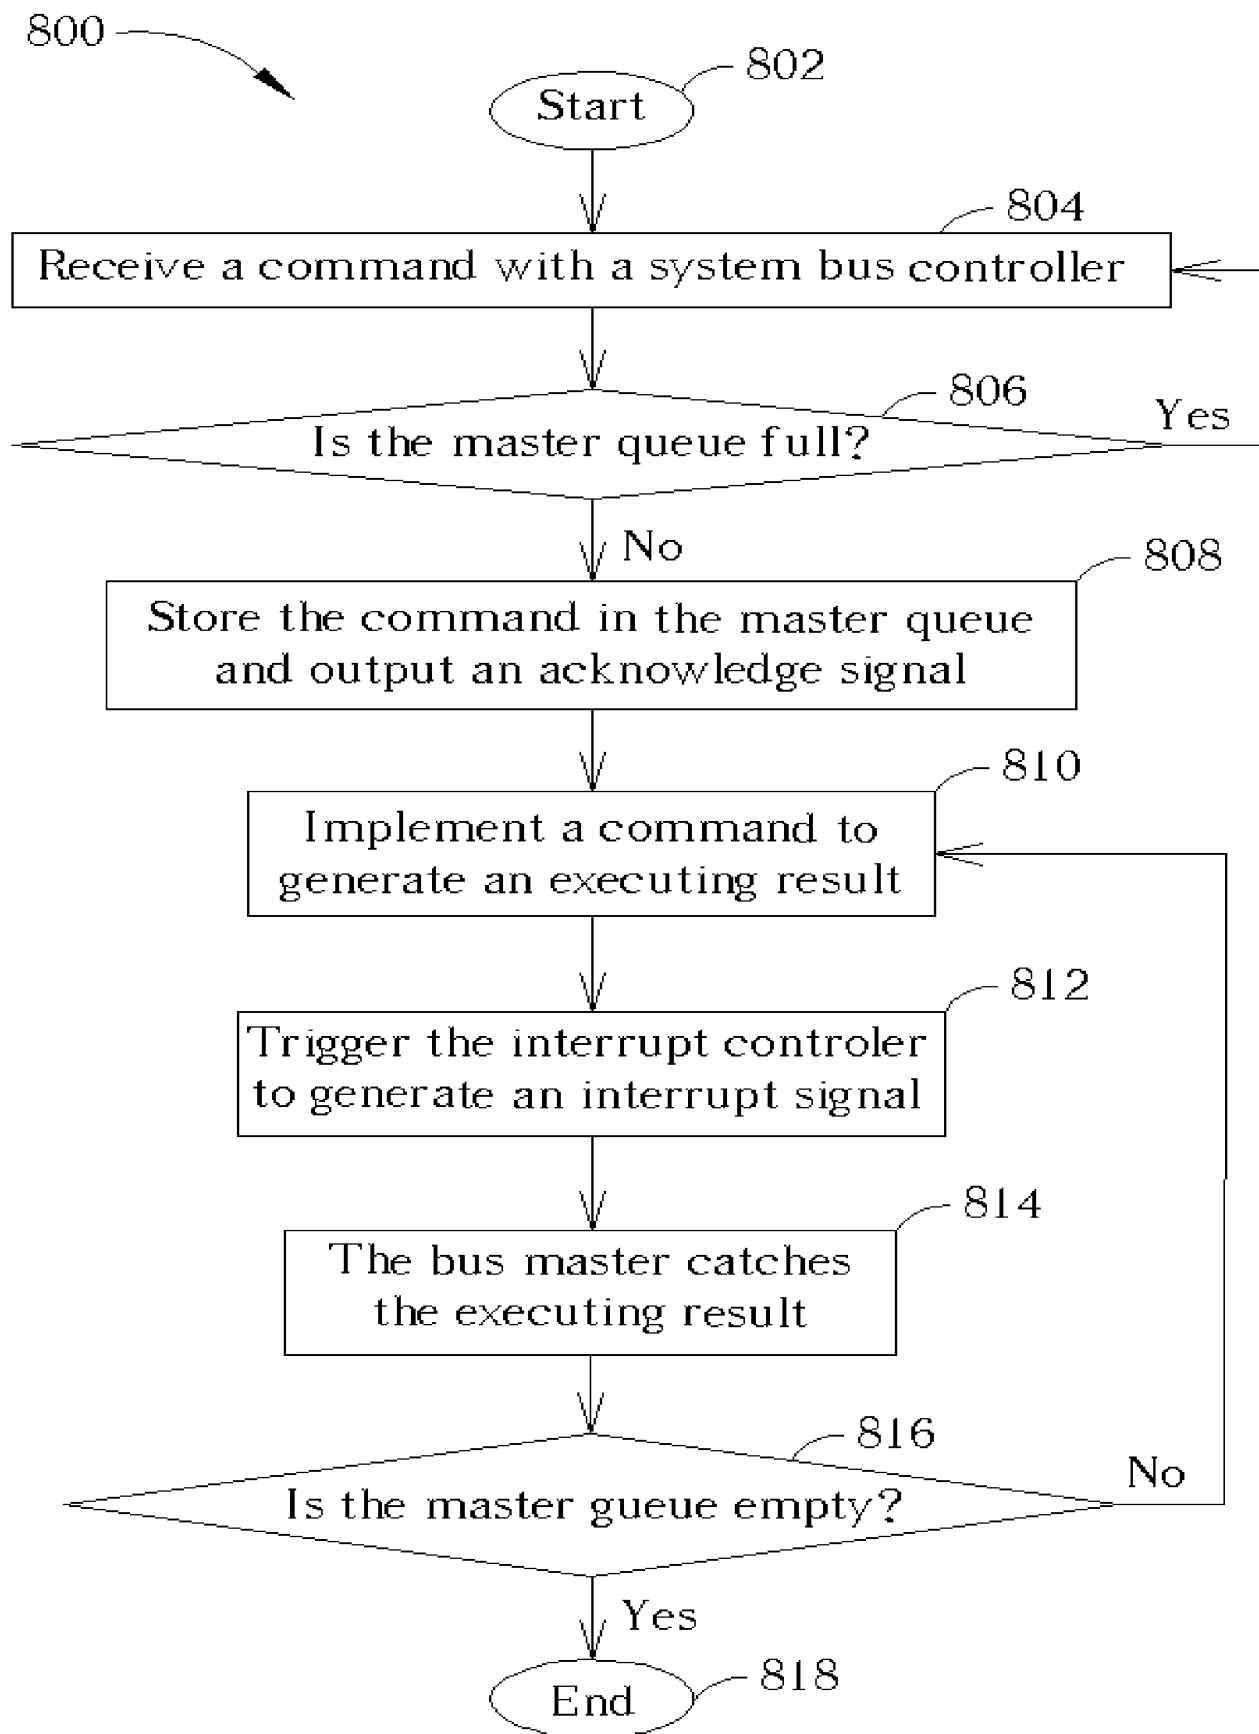 800
802
Start
804
Receive a command with a system bus controller
806
Is the master queue full?
Yes
No
808
Store the command in the master queue
and output an acknowledge signal
810
Implement a command to
generate an executing result
812
Trigger the interrupt controler
to generate an interrupt signal
814
The bus master catches
the executing result
816
Is the master gueue empty?
No
Yes
818
End